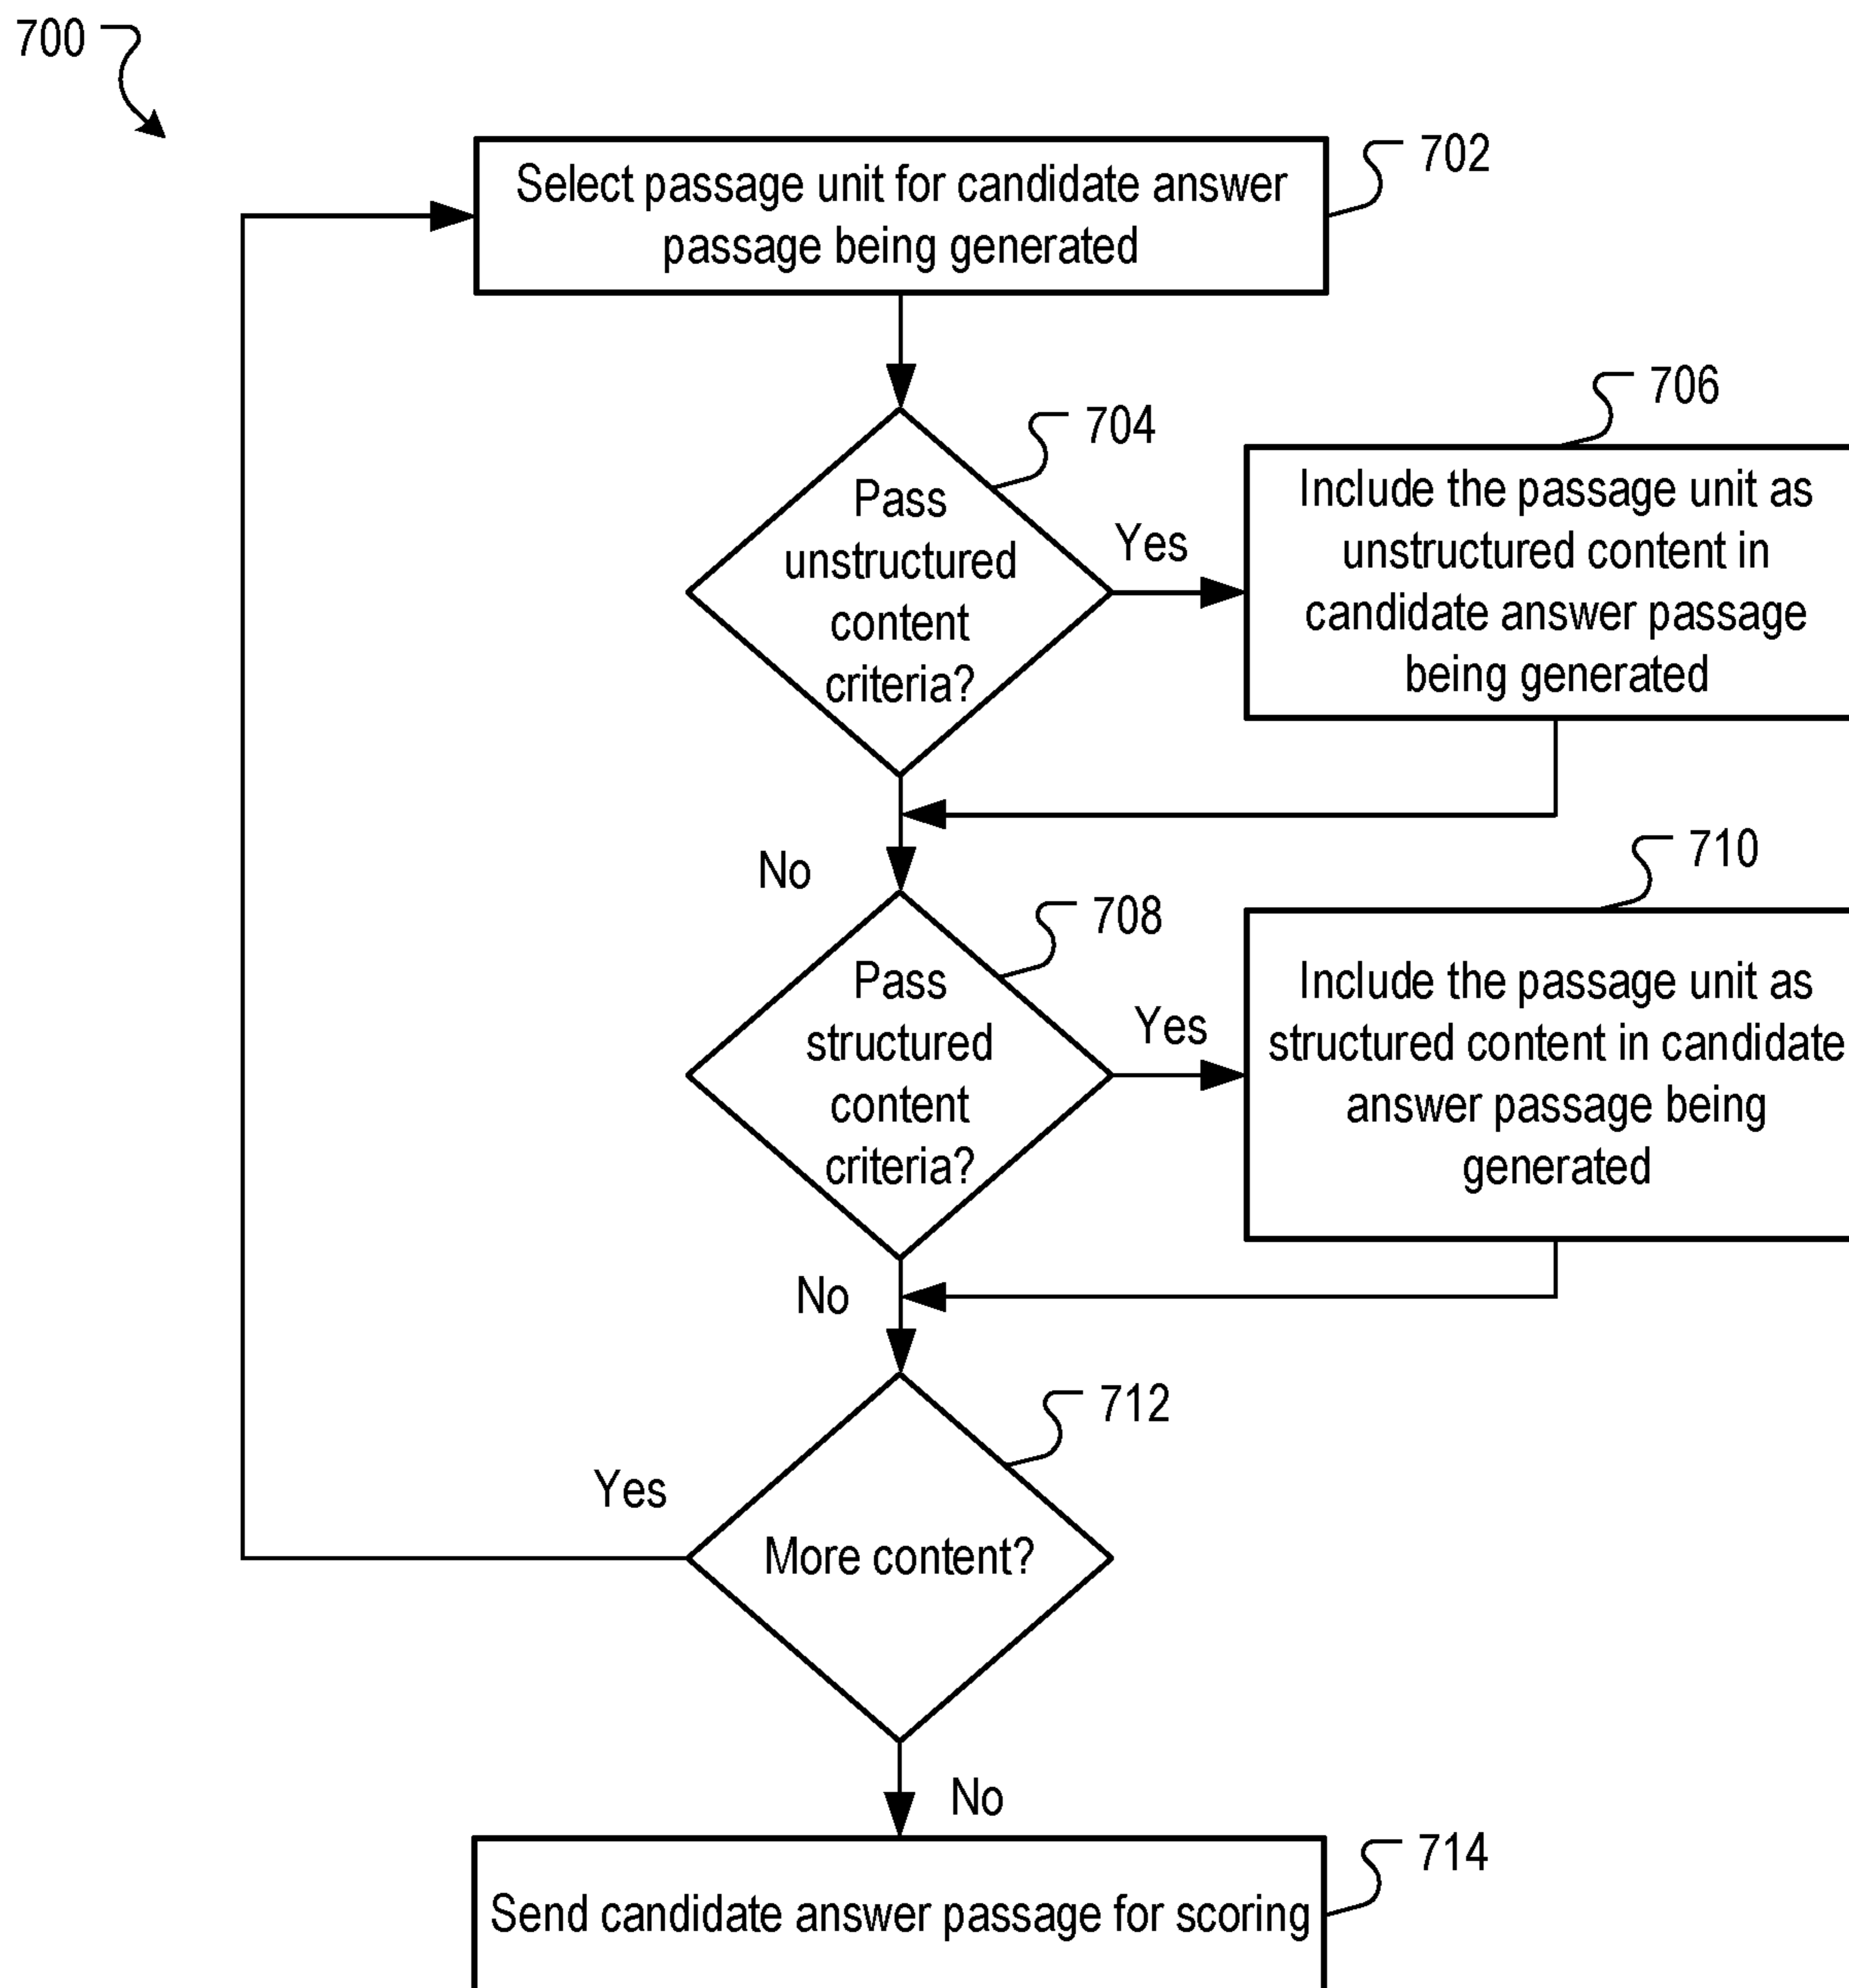 700
702
Select passage unit for candidate answer
passage being generated
704
Pass
unstructured
content
criteria?
Yes
706
Include the passage unit as
unstructured content in
candidate answer passage
being generated
No
708
Pass
structured
content
criteria?
Yes
710
Include the passage unit as
structured content in candidate
answer passage being
generated
No
712
More content?
Yes
No
714
Send candidate answer passage for scoring